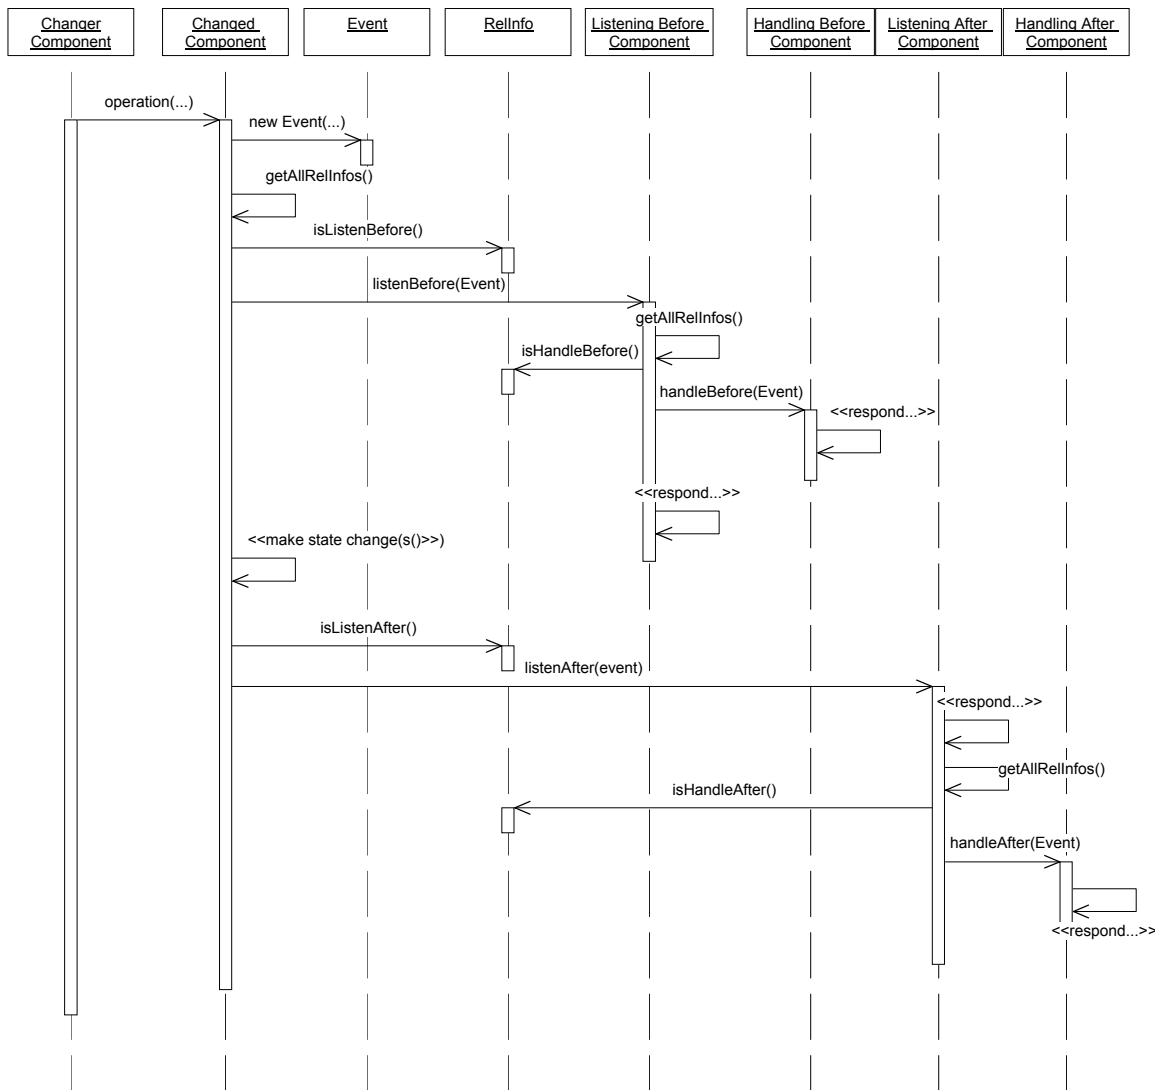 Changer
Component
Changed
Component
Event
RelInfo
Listening Before
Component
Handling Before
Component
Listening After
Component
Handling After
Component
operation(...)
new Event(...)
getAllRelInfos()
isListenBefore()
listenBefore(Event)
getAllRelInfos()
isHandleBefore()
handleBefore(Event)
<<respond...>>
<<respond...>>
<<make state change(s()>>)
isListenAfter()
listenAfter(event)
<<respond...>>
getAllRelInfos()
isHandleAfter()
handleAfter(Event)
<<respond...>>